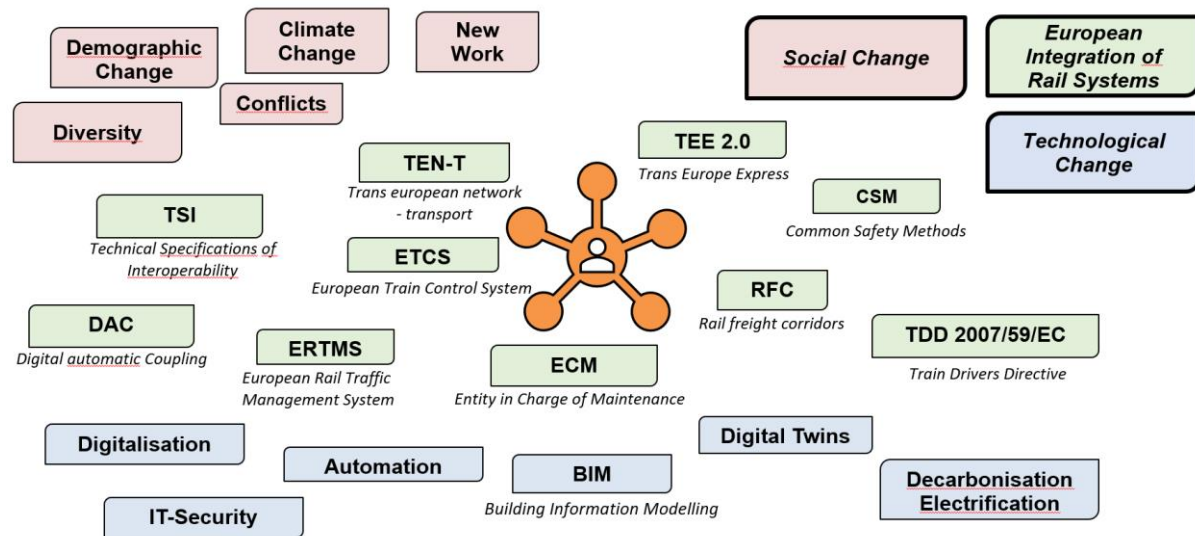 Demographic
Change
Climate
Change
New
Work
Social Change
European
Integration of
Rail Systems
Conflicts
Diversity
Technological
Change
TEN-T
Trans european network
- transport
TEE 2.0
Trans Europe Express
TSI
Technical Specifications of
Interoperability
CSM
Common Safety Methods
ETCS
European Train Control System
RFC
Rail freight corridors
DAC
Digital automatic Coupling
ERTMS
European Rail Traffic
Management System
ECM
Entity in Charge of Maintenance
TDD 2007/59/EC
Train Drivers Directive
Digitalisation
Automation
BIM
Building Information Modelling
Digital Twins
Decarbonisation
Electrification
IT-Security